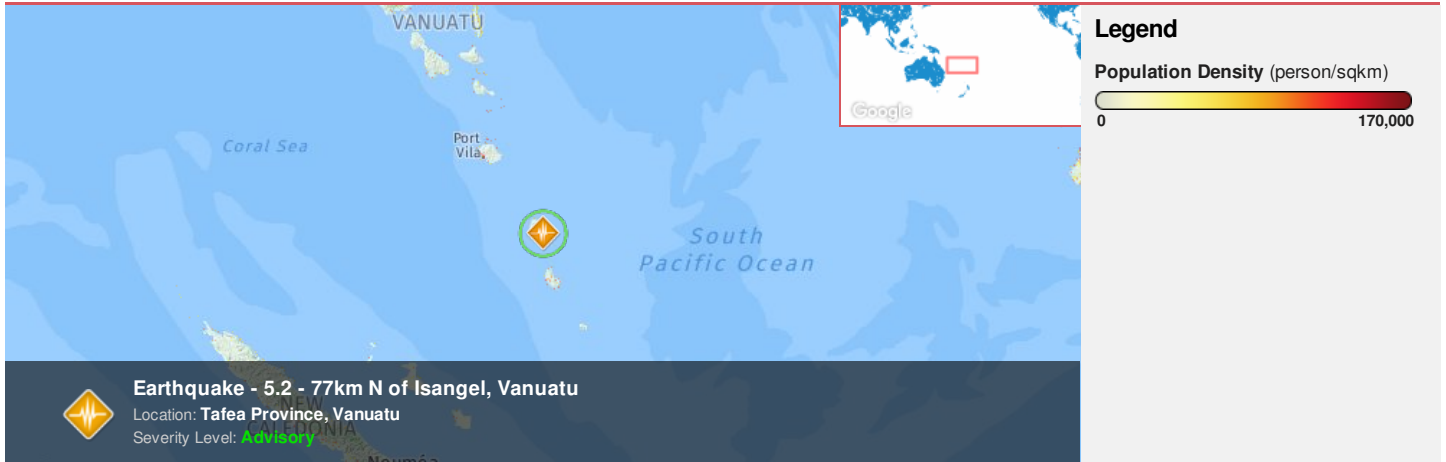 VANUATU
Coral Sea
Port
Vila
South
Pacific Ocean
Google
Earthquake - 5.2 - 77km N of Isangel, Vanuatu
Location: Tafea Province, Vanuatu
Severity Level: Advisory
NEW
CALEDONIA
Nouméa
Legend
Population Density (person/sqkm)
0
170,000